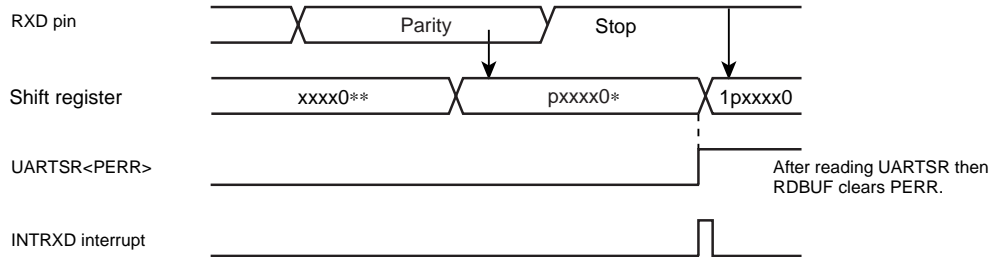 RXD pin
Parity
Stop
Shift register
xxxx0**
pxxxx0*
1pxxxx0
UARTSR<PERR>
After reading UARTSR then
RDBUF clears PERR.
INTRXD interrupt